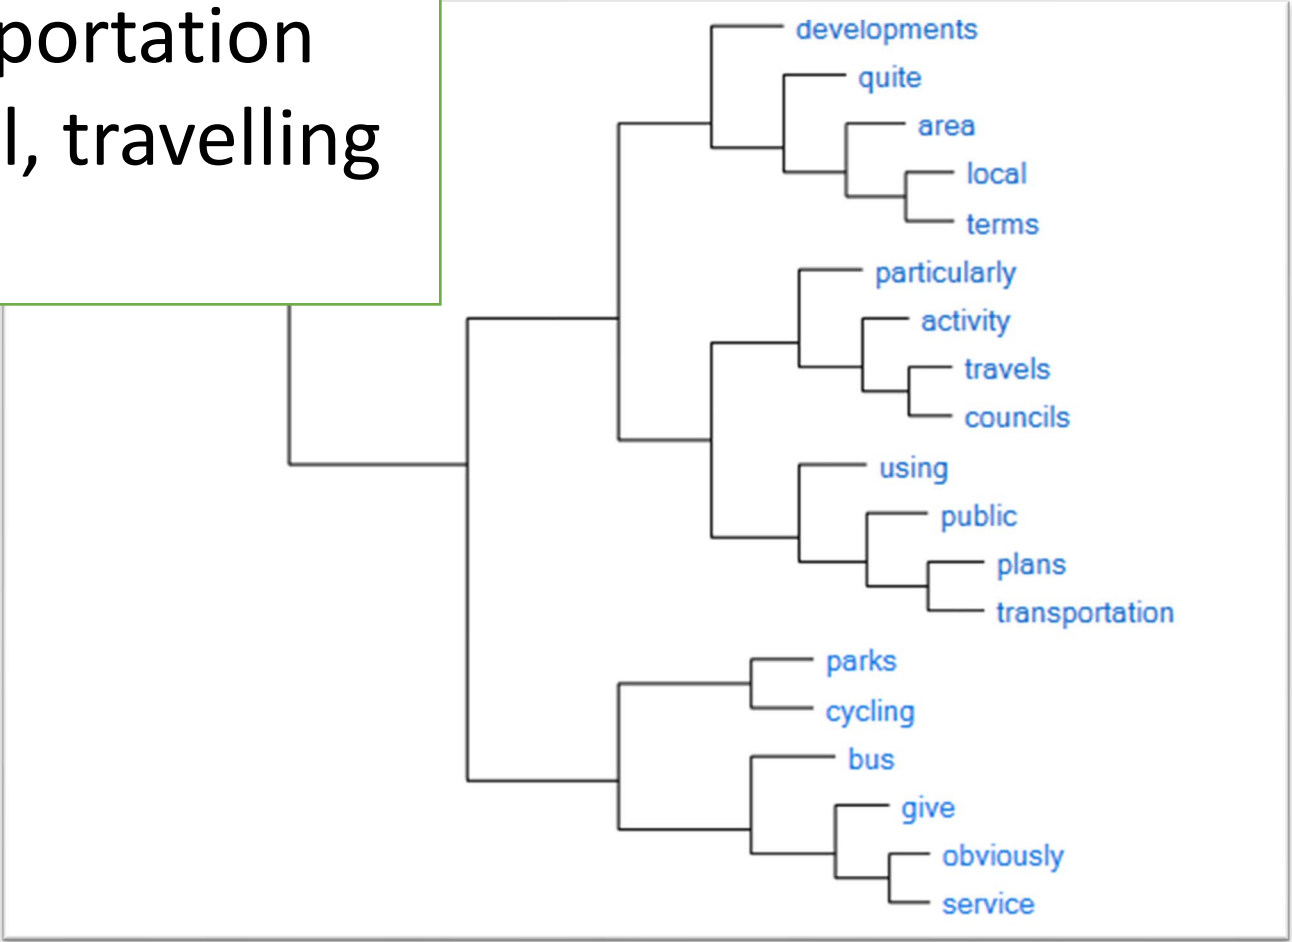 portation
l, travelling
developments
quite
area
local
terms
particularly
activity
travels
councils
using
public
plans
transportation
parks
cycling
bus
give
obviously
service